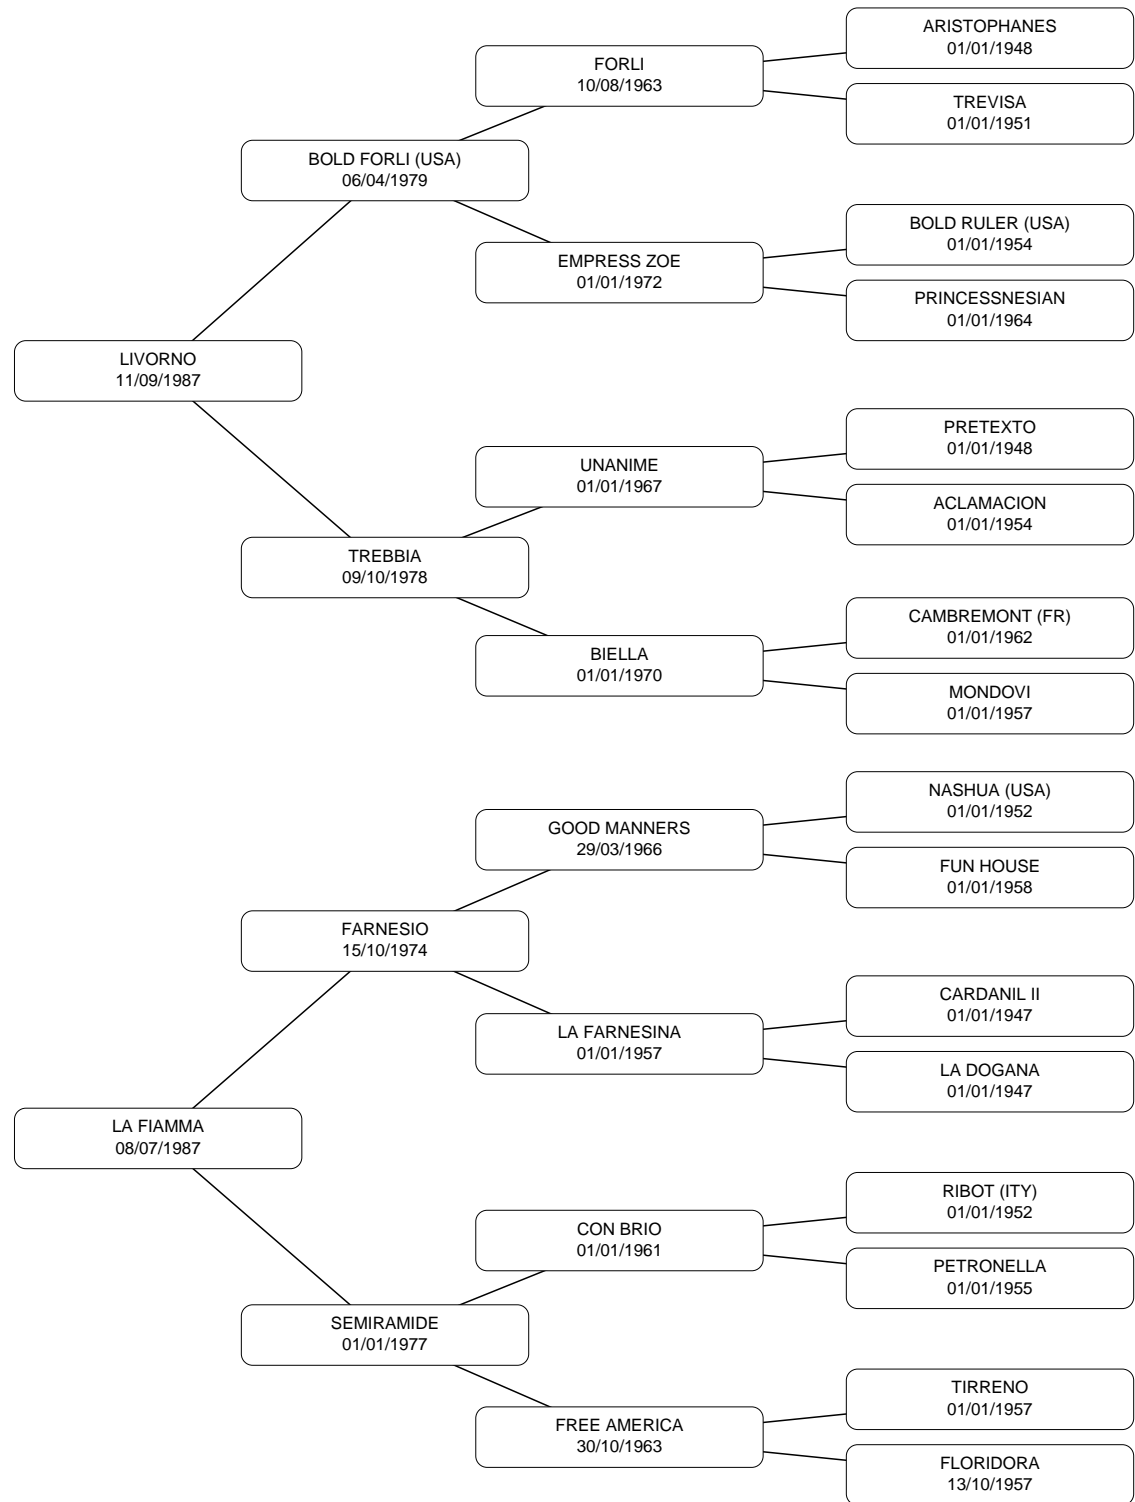 ARISTOPHANES
01/01/1948
FORLI
10/08/1963
TREVISA
01/01/1951
BOLD FORLI (USA)
06/04/1979
BOLD RULER (USA)
01/01/1954
EMPRESS ZOE
01/01/1972
PRINCESSNESIAN
01/01/1964
LIVORNO
11/09/1987
PRETEXTO
01/01/1948
UNANIME
01/01/1967
ACLAMACION
01/01/1954
TREBBIA
09/10/1978
CAMBREMONT (FR)
01/01/1962
BIELLA
01/01/1970
MONDOVI
01/01/1957
NASHUA (USA)
01/01/1952
GOOD MANNERS
29/03/1966
FUN HOUSE
01/01/1958
FARNESIO
15/10/1974
CARDANIL II
01/01/1947
LA FARNESINA
01/01/1957
LA DOGANA
01/01/1947
LA FIAMMA
08/07/1987
RIBOT (ITY)
01/01/1952
CON BRIO
01/01/1961
PETRONELLA
01/01/1955
SEMIRAMIDE
01/01/1977
TIRRENO
01/01/1957
FREE AMERICA
30/10/1963
FLORIDORA
13/10/1957